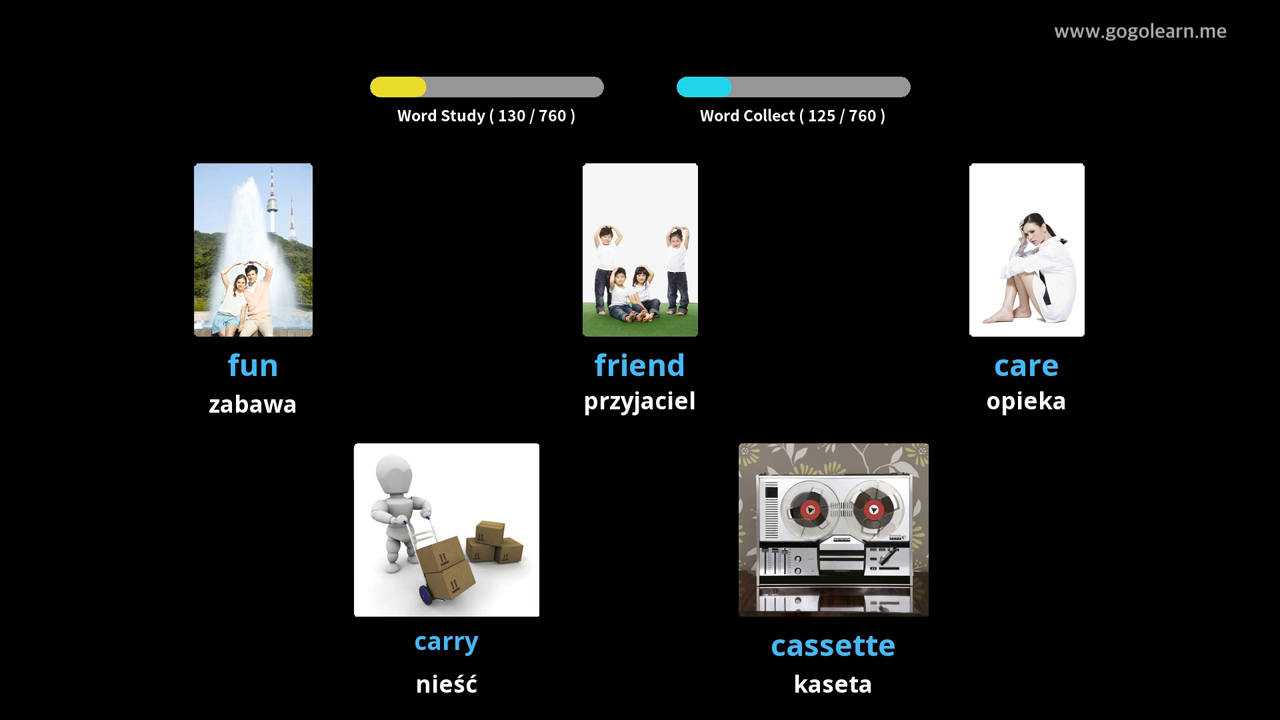 www.gogolearn.me
Word Study ( 130 / 760 )
Word Collect ( 125 / 760 )
fun
zabawa
friend
przyjaciel
care
opieka
carry
nieść
cassette
kaseta